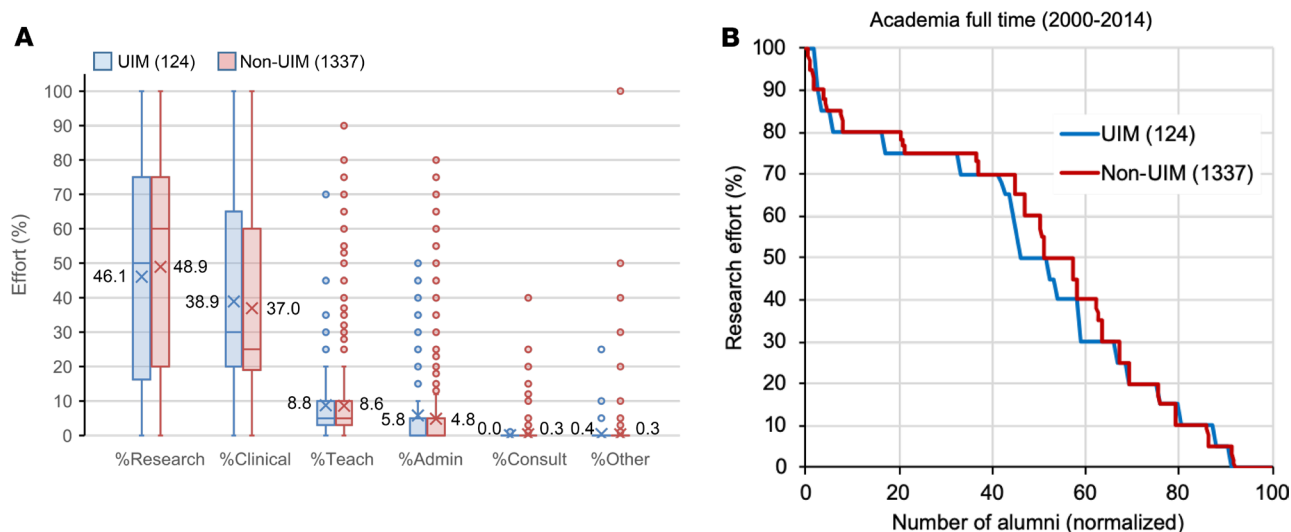 A
UIM (124) Non-UIM (1337)
Effort (%)
100
90
80
70
60
50
40
30
20
10
0
46.1 48.9 38.9 37.0 8.8 8.6 5.8 4.8 0.0 0.3 0.4 0.3
%Research %Clinical %Teach %Admin %Consult %Other
B
Academia full time (2000-2014)
Research effort (%)
100
90
80
70
60
50
40
30
20
10
0
UIM (124)
Non-UIM (1337)
0 20 40 60 80 100
Number of alumni (normalized)